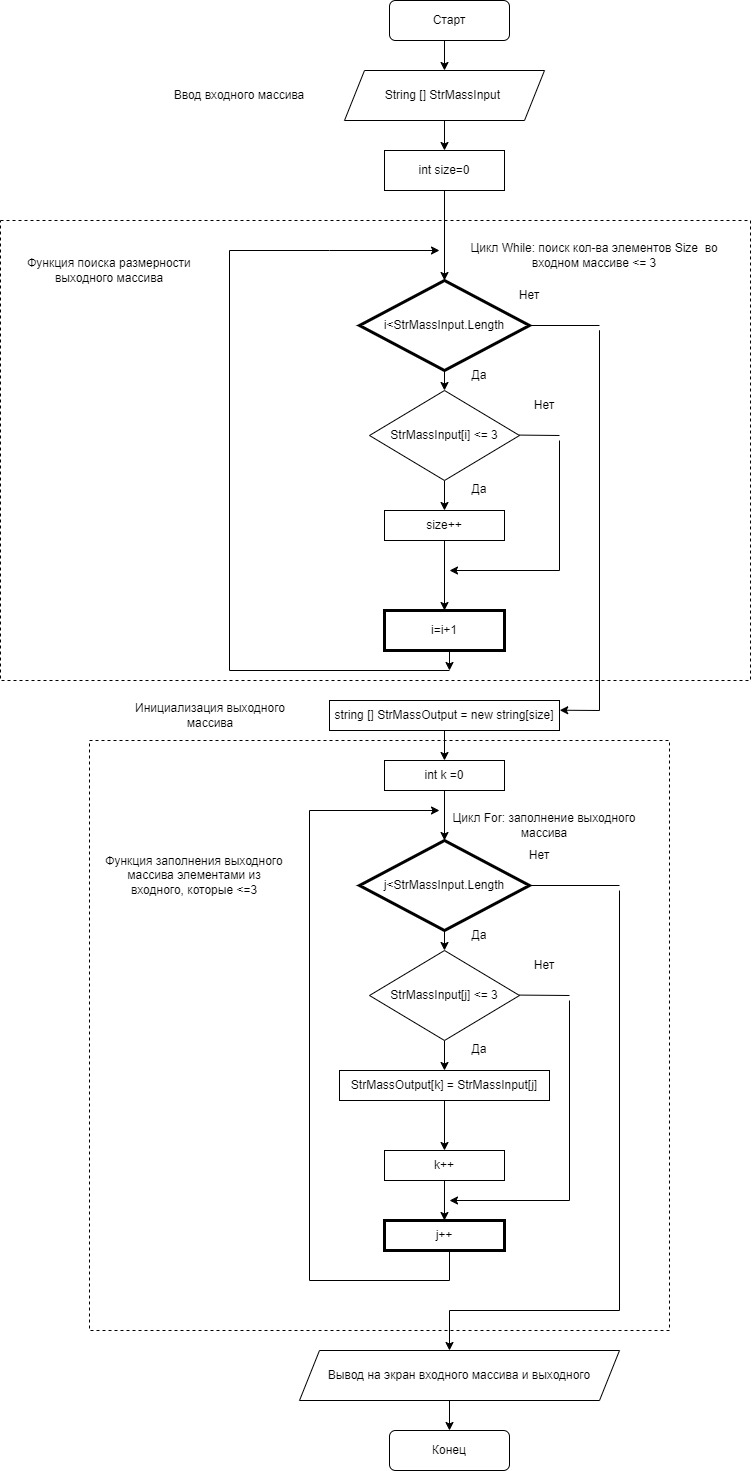 Старт
Ввод входного массива
String [] StrMassInput
int size=0
Функция поиска размерности
выходного массива
Цикл While: поиск кол-ва элементов Size во
входном массиве <= 3
Нет
i<StrMassInput.Length
Да
Нет
StrMassInput[i] <= 3
Да
size++
i=i+1
Инициализация выходного
массива
string [] StrMassOutput = new string[size]
int k =0
Цикл For: заполнение выходного
массива
Функция заполнения выходного
массива элементами из
входного, которые <=3
Нет
j<StrMassInput.Length
Да
Нет
StrMassInput[j] <= 3
Да
StrMassOutput[k] = StrMassInput[j]
k++
j++
Вывод на экран входного массива и выходного
Конец